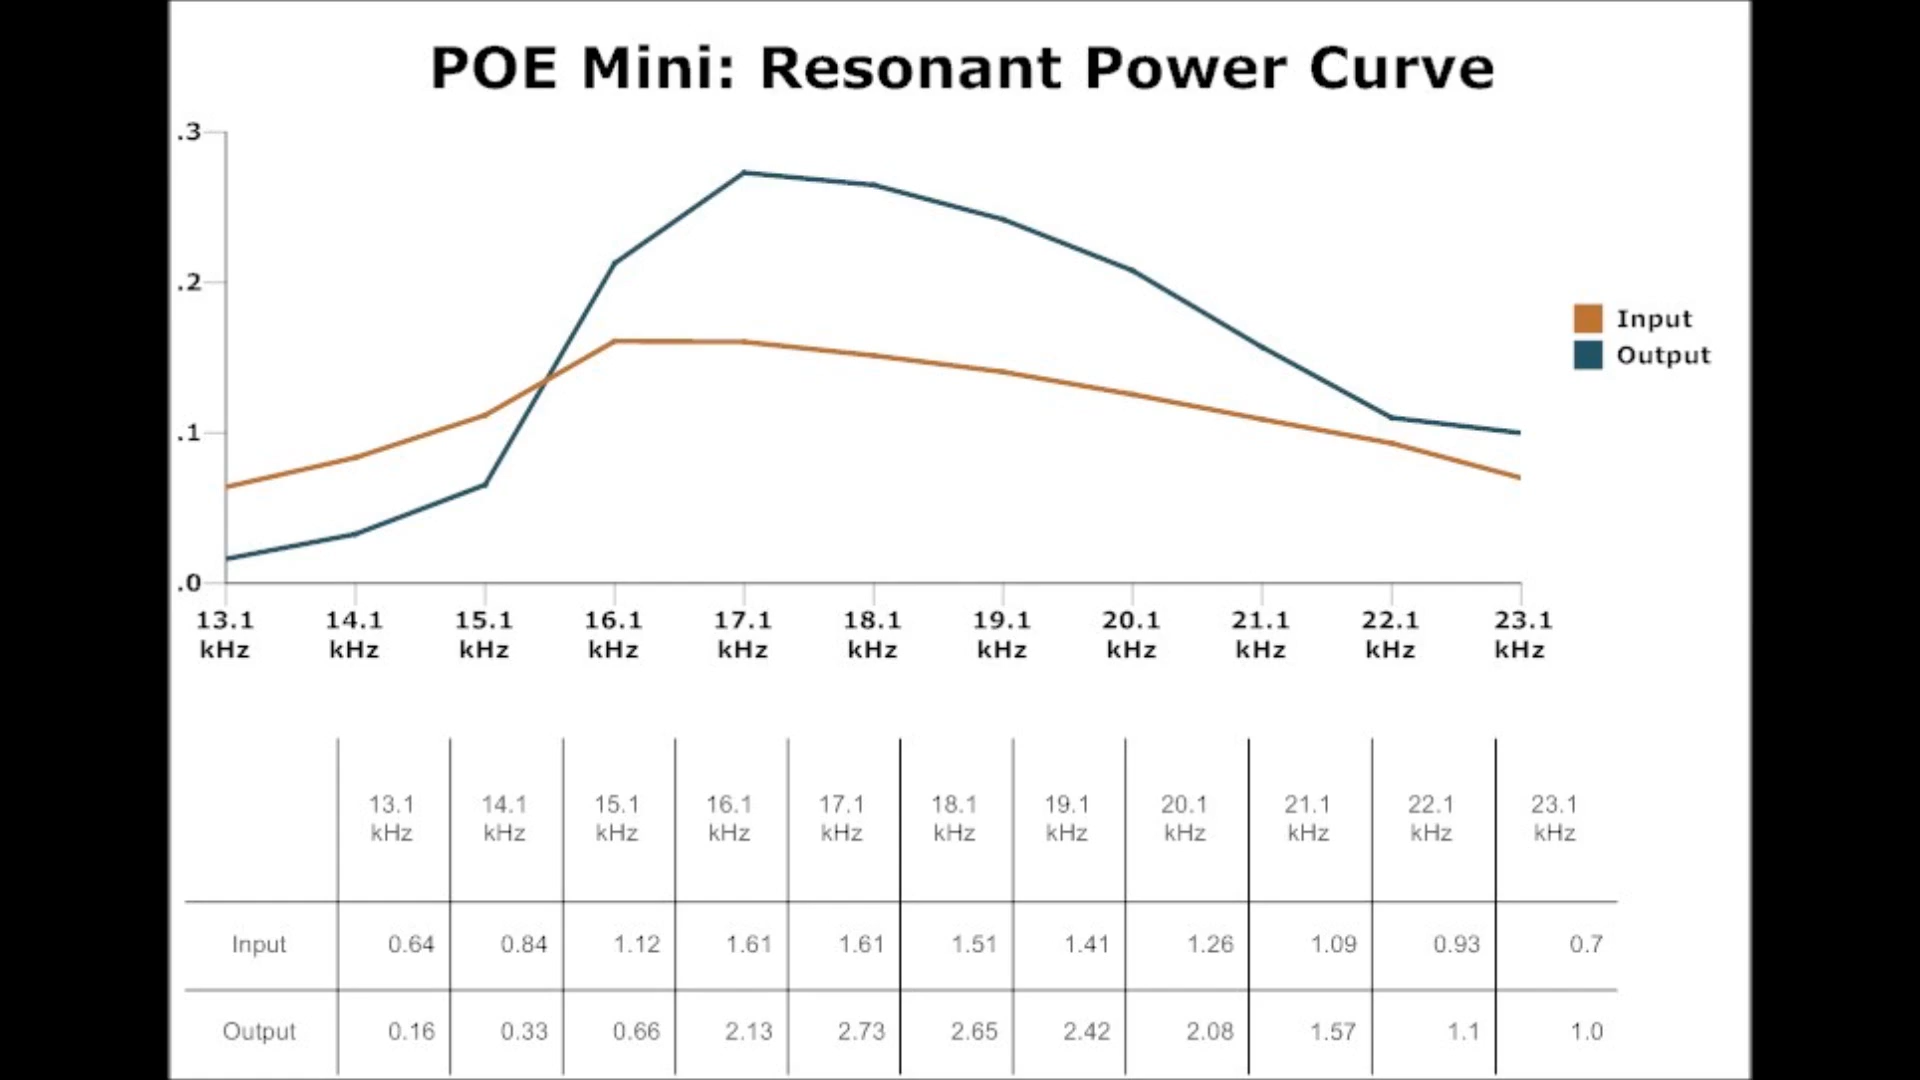 POE Mini: Resonant Power Curve
.3
.2
.1
.0
Input
Output
13.1 14.1 15.1 16.1 17.1 18.1 19.1 20.1 21.1 22.1 23.1
kHz kHz kHz kHz kHz kHz kHz kHz kHz kHz kHz
13.1 14.1 15.1 16.1 17.1 18.1 19.1 20.1 21.1 22.1 23.1
kHz kHz kHz kHz kHz kHz kHz kHz kHz kHz kHz
Input 0.64 0.84 1.12 1.61 1.61 1.51 1.41 1.26 1.09 0.93 0.7
Output 0.16 0.33 0.66 2.13 2.73 2.65 2.42 2.08 1.57 1.1 1.0